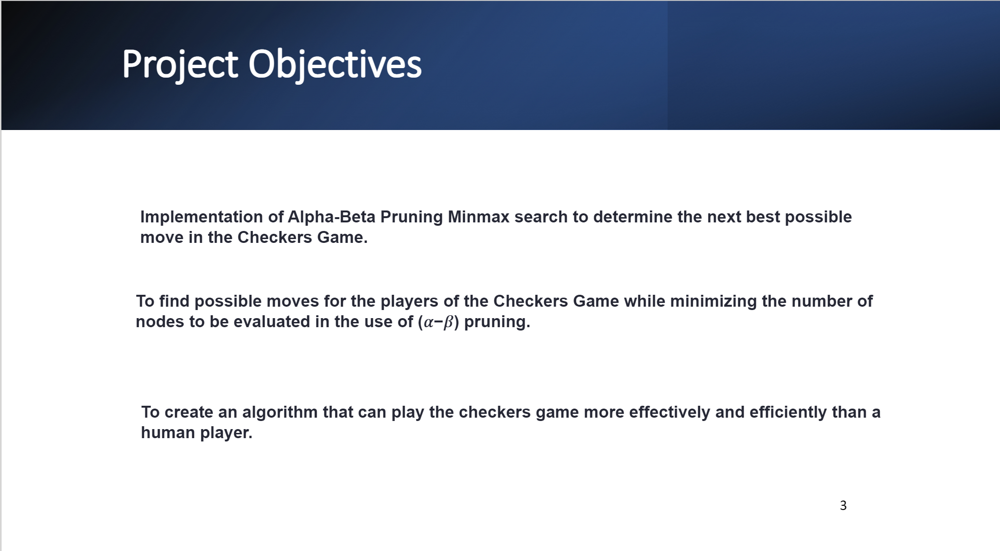 Project Objectives
Implementation of Alpha-Beta Pruning Minmax search to determine the next best possible
move in the Checkers Game.
To find possible moves for the players of the Checkers Game while minimizing the number of
nodes to be evaluated in the use of (𝛼−𝛽) pruning.
To create an algorithm that can play the checkers game more effectively and efficiently than a
human player.
3